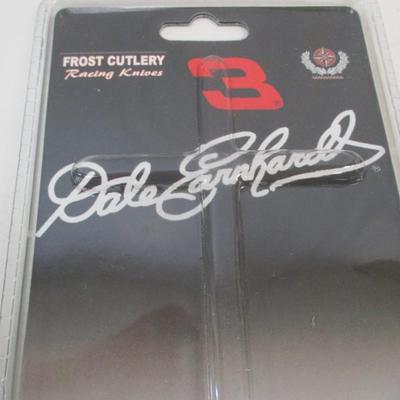 FROST CUTLERY
Racing Knives
3
Dale Earnhardt